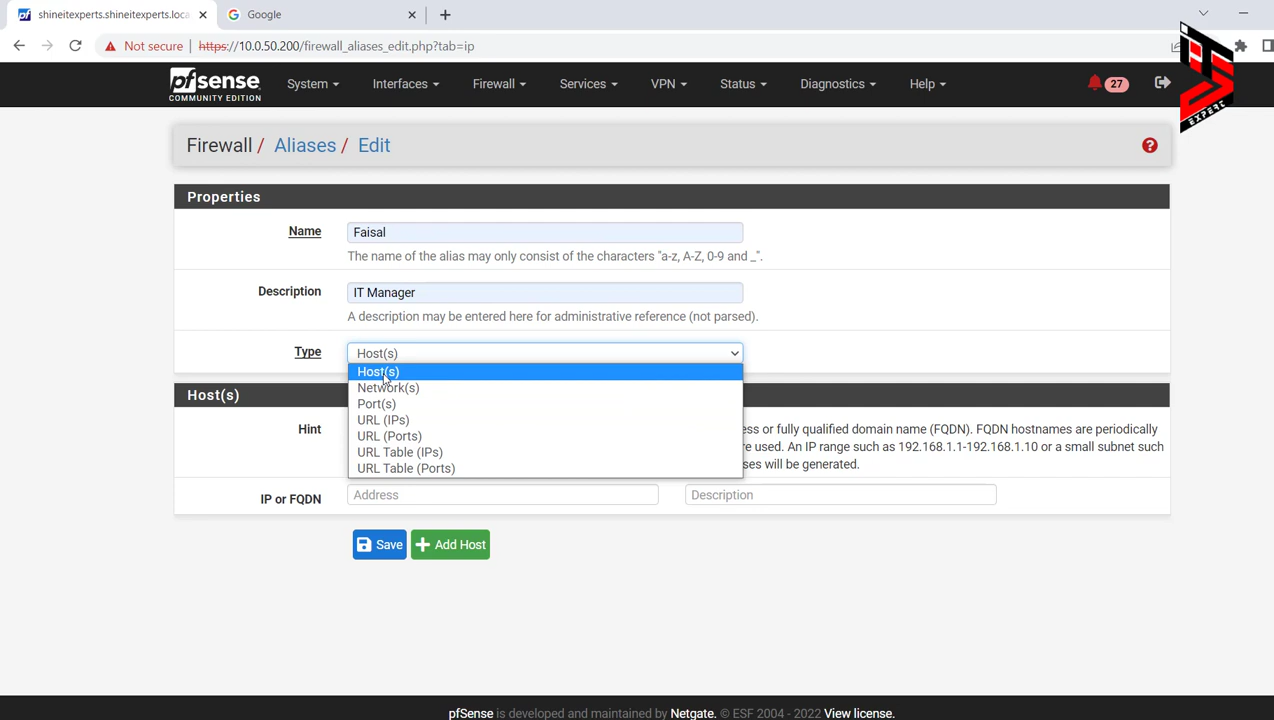 shineitexperts.shineitexperts.loca
Google
Not secure https://10.0.50.200/firewall_aliases_edit.php?tab=ip
pfsense
COMMUNITY EDITION
System Interfaces Firewall Services VPN Status Diagnostics Help 27
ITS
EXPERT
Firewall / Aliases / Edit
Properties
Name Faisal
The name of the alias may only consist of the characters "a-z, A-Z, 0-9 and _".
Description IT Manager
A description may be entered here for administrative reference (not parsed).
Type Host(s)
Host(s)
Network(s)
Port(s)
URL (IPs)
URL (Ports)
URL Table (IPs)
URL Table (Ports)
Host(s)
Hint ess or fully qualified domain name (FQDN). FQDN hostnames are periodically
re used. An IP range such as 192.168.1.1-192.168.1.10 or a small subnet such
ses will be generated.
IP or FQDN Address Description
Save Add Host
pfSense is developed and maintained by Netgate. © ESF 2004 - 2022 View license.